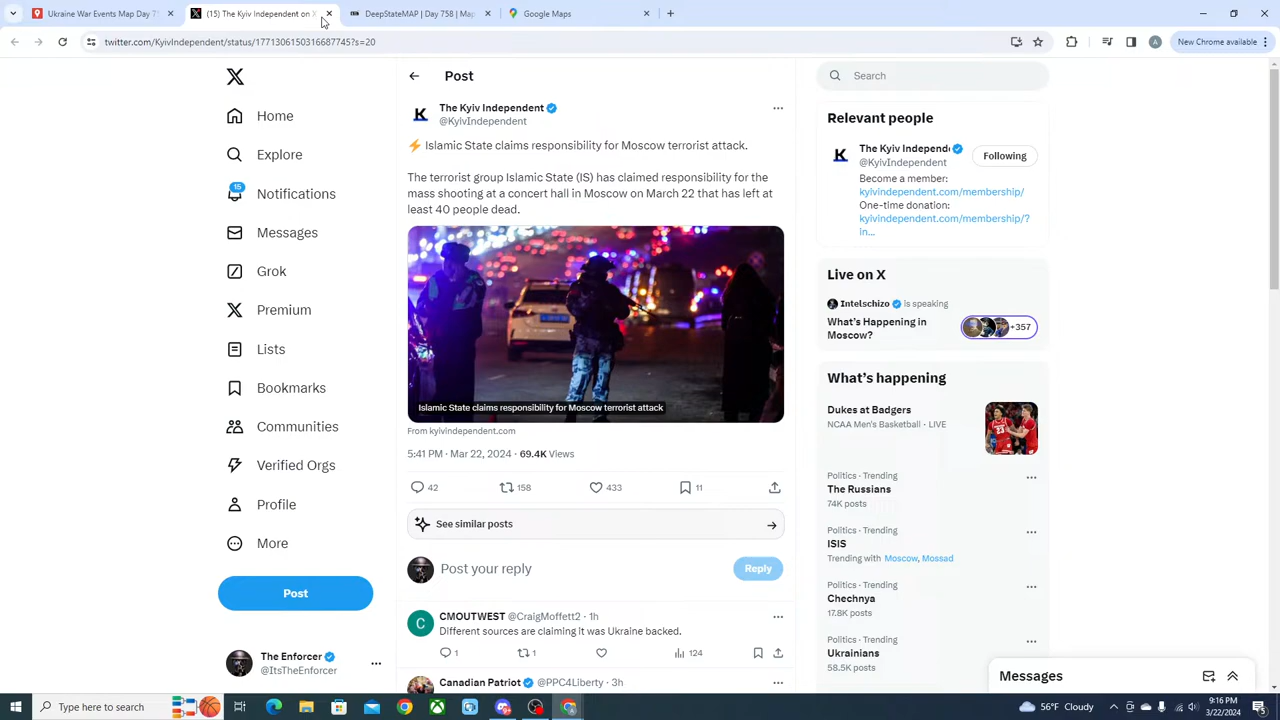 Ukraine War Events Map Day 7
(15) The Kyiv Independent on X
DeepStateMAP | Day 758 | Map
Google Maps
twitter.com/KyivIndependent/status/1771306150316687745?s=20
New Chrome available
Home
Explore
15
Notifications
Messages
Grok
Premium
Lists
Bookmarks
Communities
Verified Orgs
Profile
More
Post
The Enforcer
@ItsTheEnforcer
Post
The Kyiv Independent
@KyivIndependent
⚡ Islamic State claims responsibility for Moscow terrorist attack.
The terrorist group Islamic State (IS) has claimed responsibility for the
mass shooting at a concert hall in Moscow on March 22 that has left at
least 40 people dead.
Islamic State claims responsibility for Moscow terrorist attack
From kyivindependent.com
5:41 PM · Mar 22, 2024 · 69.4K Views
42 158 433 11
See similar posts
Post your reply
Reply
C
CMOUTWEST @CraigMoffett2 · 1h
Different sources are claiming it was Ukraine backed.
1 1 124
Canadian Patriot @PPC4Liberty · 3h
Search
Relevant people
The Kyiv Independe
@KyivIndependent
Following
Become a member:
kyivindependent.com/membership/
One-time donation:
kyivindependent.com/membership/?
in…
Live on X
Intelschizo is speaking
What's Happening in
Moscow?
+357
What's happening
Dukes at Badgers
NCAA Men's Basketball · LIVE
Politics · Trending
The Russians
74K posts
Politics · Trending
ISIS
Trending with Moscow, Mossad
Politics · Trending
Chechnya
17.8K posts
Politics · Trending
Ukrainians
58.5K posts
Messages
Type here to search
56°F Cloudy
9:16 PM
3/22/2024